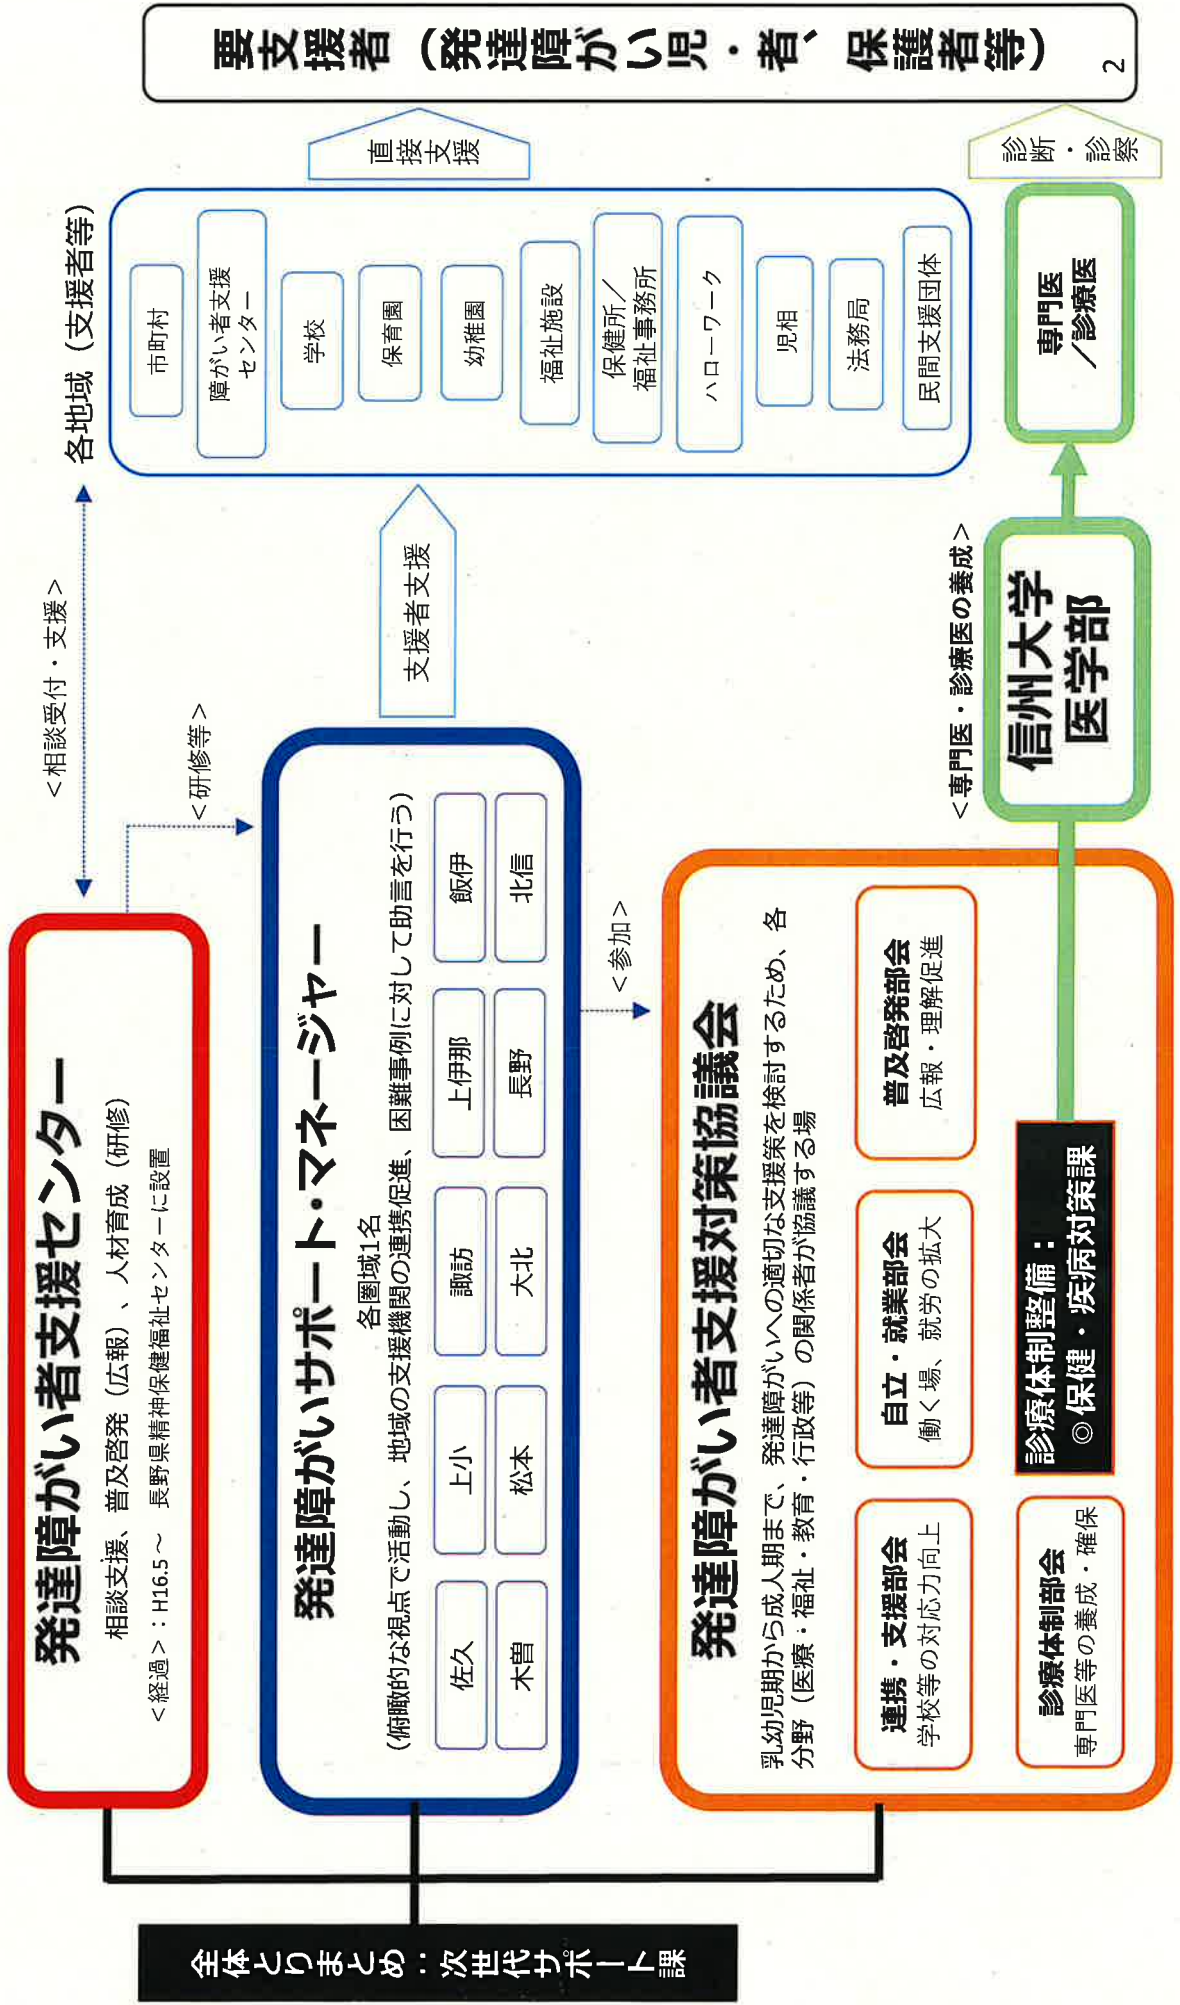 全体とりまとめ：次世代サポート課
発達障がい者支援センター
相談支援、普及啓発（広報）、人材育成（研修）
＜経過＞：H16.5～　長野県精神保健福祉センターに設置
＜相談受付・支援＞
＜研修等＞
発達障がいサポート・マネージャー
各圏域1名
(俯瞰的な視点で活動し、地域の支援機関の連携促進、困難事例に対して助言を行う)
佐久
上小
諏訪
上伊那
飯伊
木曽
松本
大北
長野
北信
支援者支援
＜参加＞
発達障がい者支援対策協議会
乳幼児期から成人期まで、発達障がいへの適切な支援策を検討するため、各
分野（医療・福祉・教育・行政等）の関係者が協議する場
連携・支援部会
学校等の対応力向上
自立・就業部会
働く場、就労の拡大
普及啓発部会
広報・理解促進
診療体制部会
専門医等の養成・確保
診療体制整備：
◎保健・疾病対策課
＜専門医・診療医の養成＞
信州大学
医学部
専門医
／診療医
各地域（支援者等）
市町村
障がい者支援
センター
学校
保育園
幼稚園
福祉施設
保健所／
福祉事務所
ハローワーク
児相
法務局
民間支援団体
直接
支援
診断
・診察
要支援者（発達障がい児・者、保護者等）
2